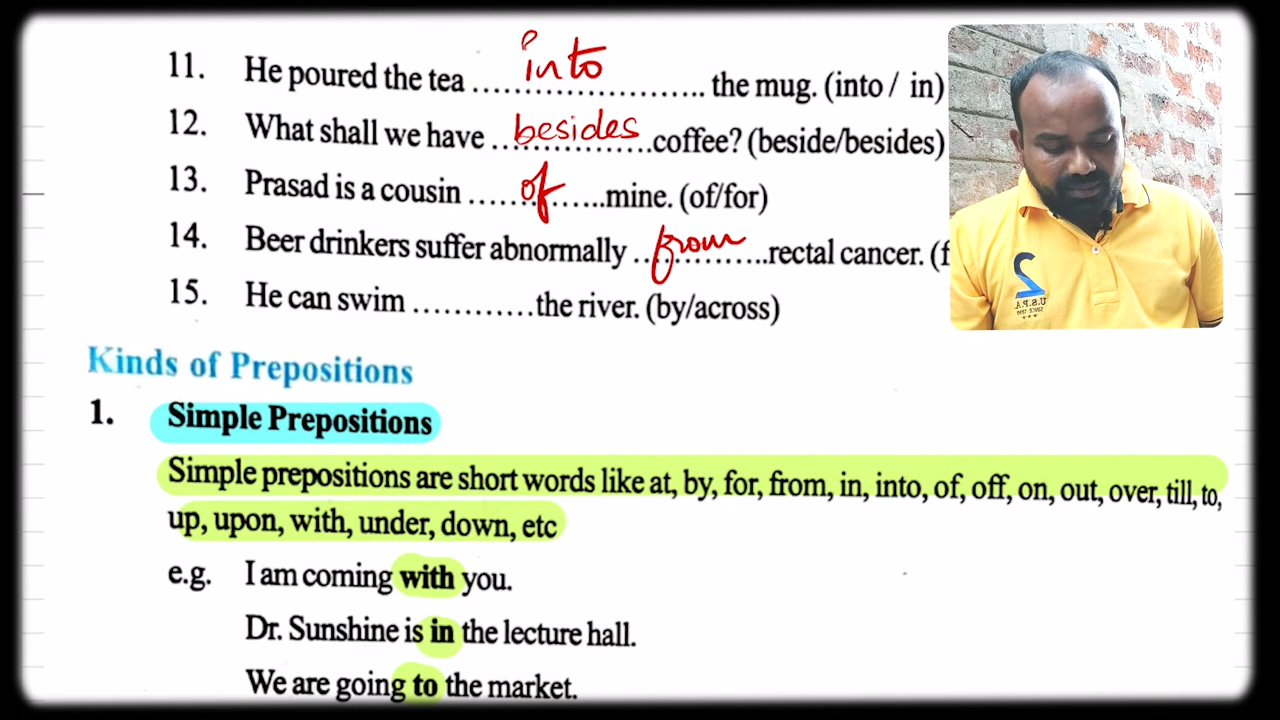 11. He poured the tea ...into... the mug. (into / in)
12. What shall we have ...besides...coffee? (beside/besides)
13. Prasad is a cousin ...of...mine. (of/for)
14. Beer drinkers suffer abnormally ...from...rectal cancer. (f
15. He can swim ............the river. (by/across)
2
U.S.P.A.
SINCE 1890
Kinds of Prepositions
1. Simple Prepositions
Simple prepositions are short words like at, by, for, from, in, into, of, off, on, out, over, till, to,
up, upon, with, under, down, etc
e.g. I am coming with you.
Dr. Sunshine is in the lecture hall.
We are going to the market.